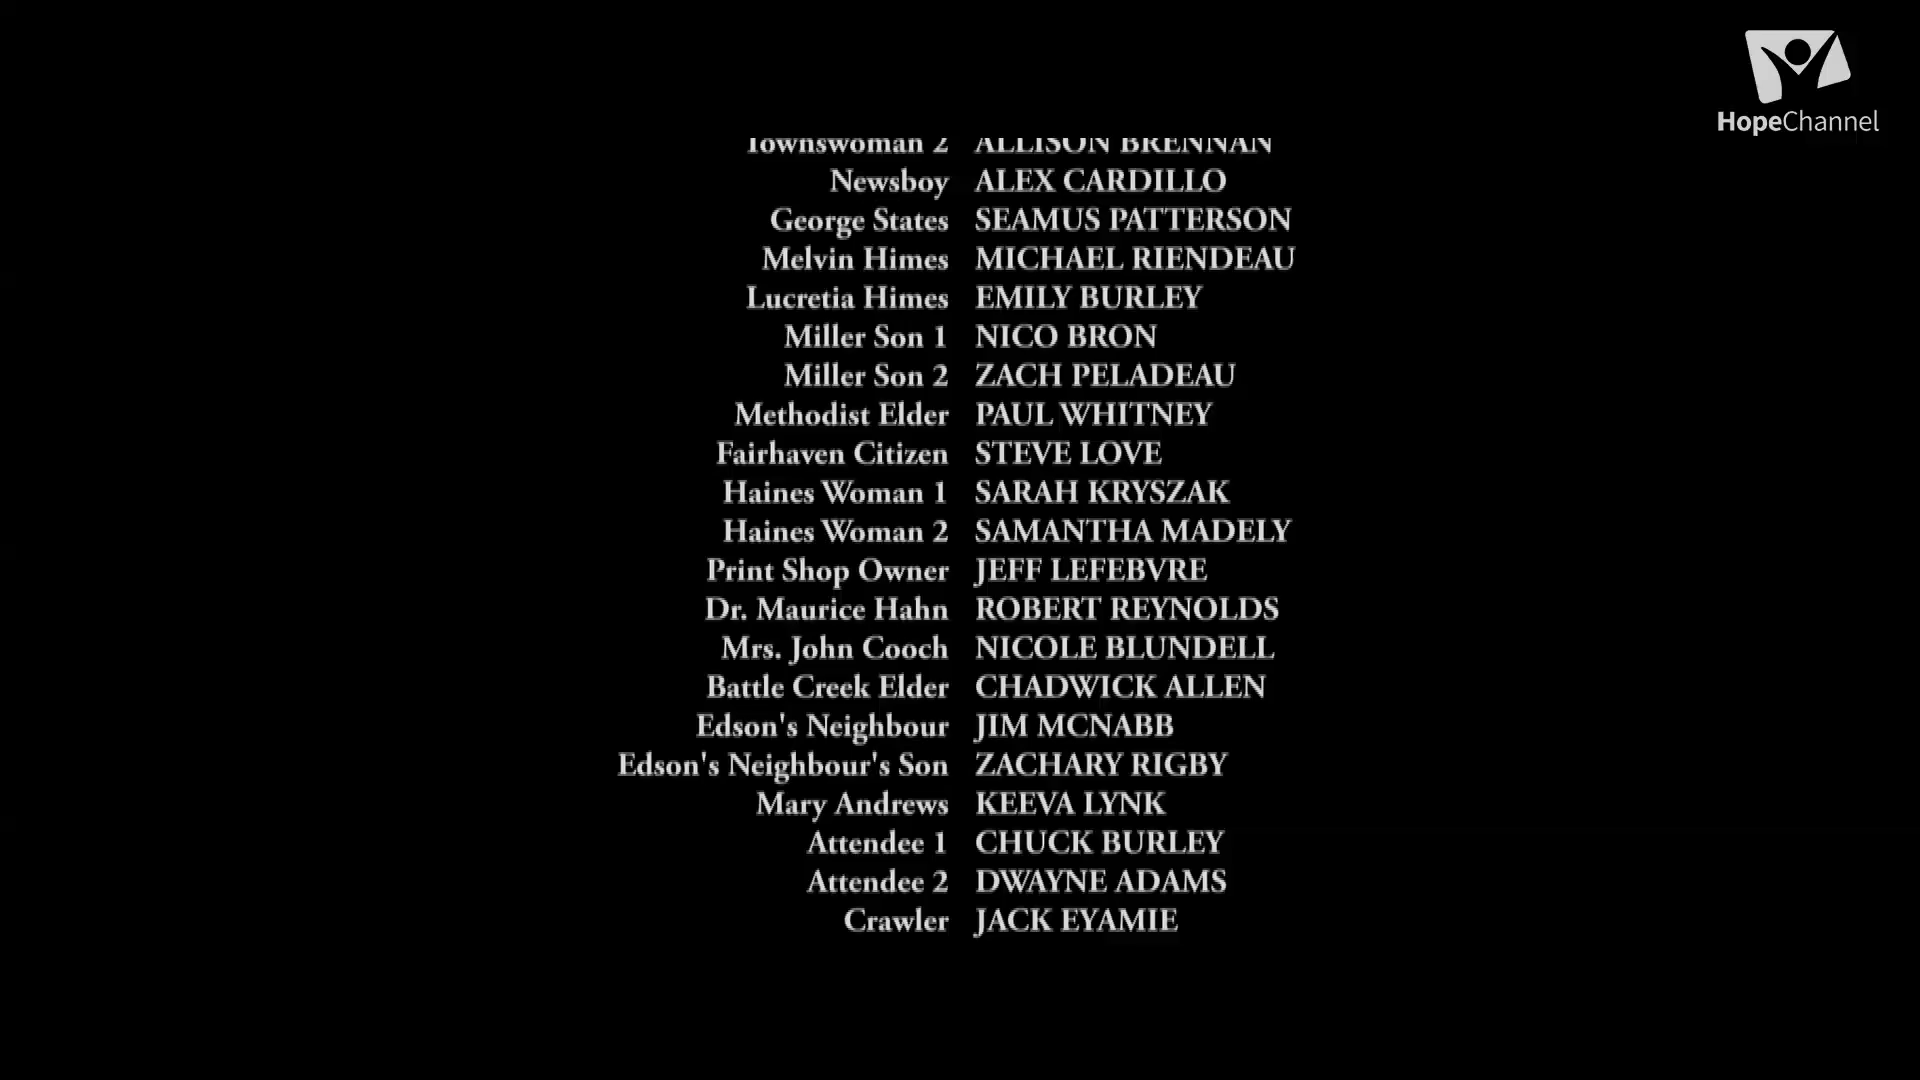 HopeChannel
Townswoman 2 ALLISON BRENNAN
Newsboy ALEX CARDILLO
George States SEAMUS PATTERSON
Melvin Himes MICHAEL RIENDEAU
Lucretia Himes EMILY BURLEY
Miller Son 1 NICO BRON
Miller Son 2 ZACH PELADEAU
Methodist Elder PAUL WHITNEY
Fairhaven Citizen STEVE LOVE
Haines Woman 1 SARAH KRYSZAK
Haines Woman 2 SAMANTHA MADELY
Print Shop Owner JEFF LEFEBVRE
Dr. Maurice Hahn ROBERT REYNOLDS
Mrs. John Cooch NICOLE BLUNDELL
Battle Creek Elder CHADWICK ALLEN
Edson's Neighbour JIM MCNABB
Edson's Neighbour's Son ZACHARY RIGBY
Mary Andrews KEEVA LYNK
Attendee 1 CHUCK BURLEY
Attendee 2 DWAYNE ADAMS
Crawler JACK EYAMIE